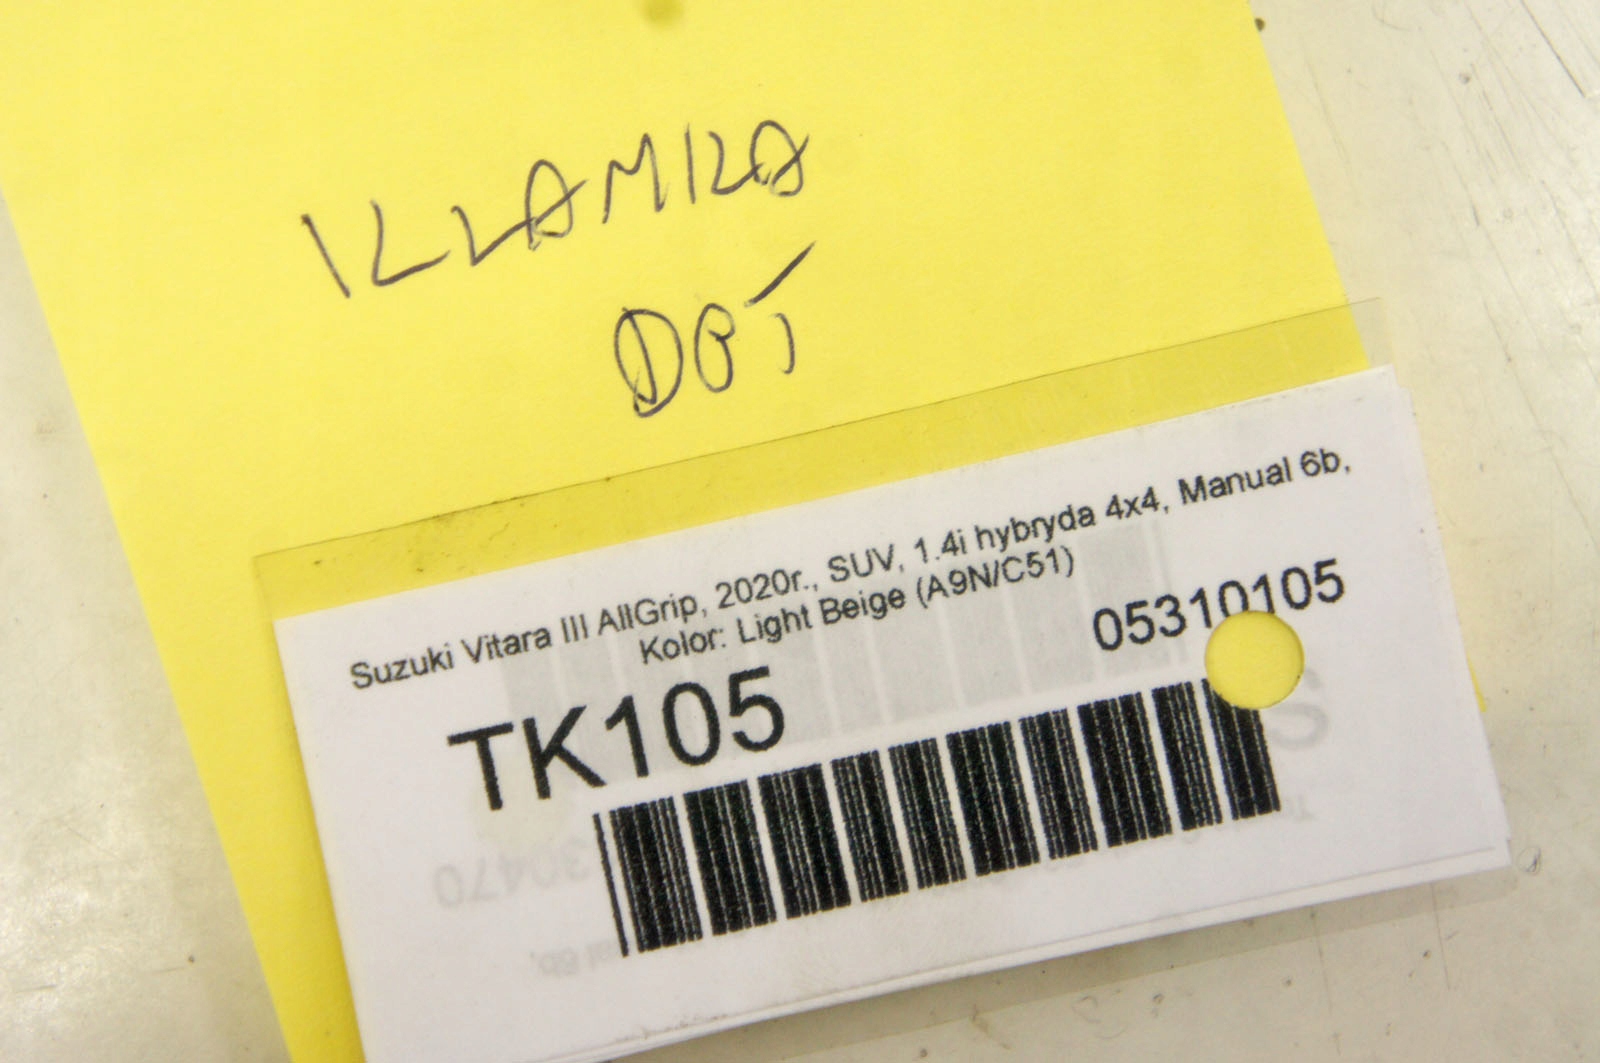 DOT
Suzuki Vitara III AllGrip, 2020r., SUV, 1.4i hybryda 4x4, Manual 6b,
Kolor: Light Beige (A9N/C51)
05310105
TK105